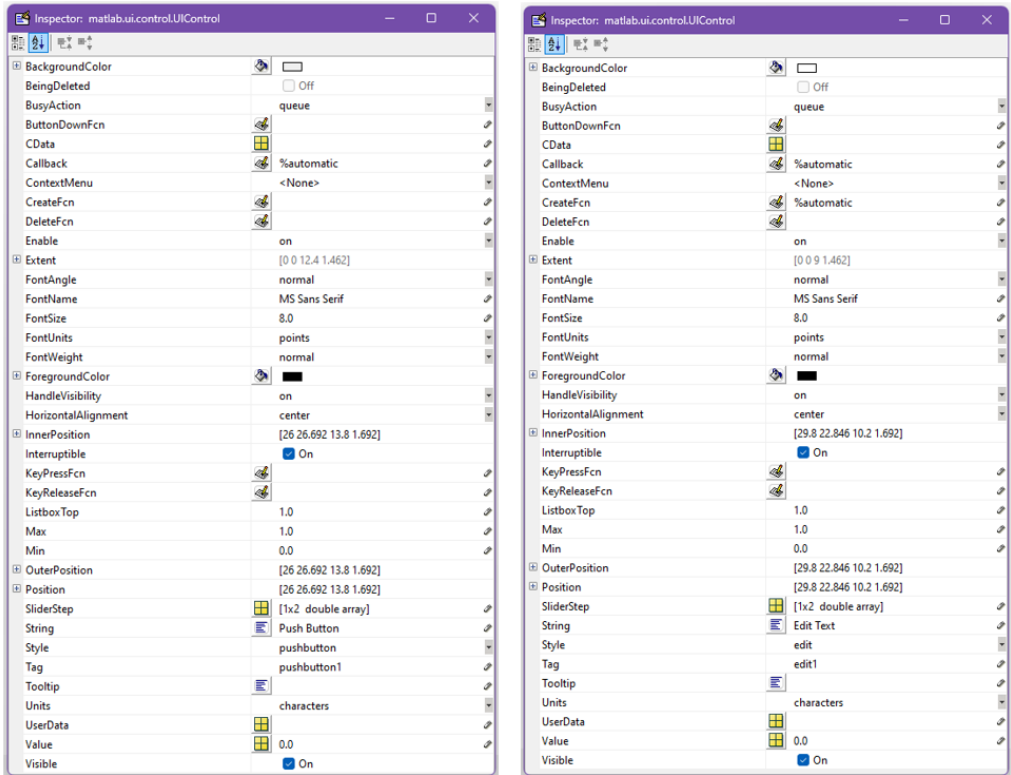 Inspector: matlab.ui.control.UIControl
BackgroundColor
BeingDeleted Off
BusyAction queue
ButtonDownFcn
CData
Callback %automatic
ContextMenu <None>
CreateFcn
DeleteFcn
Enable on
Extent [0 0 12.4 1.462]
FontAngle normal
FontName MS Sans Serif
FontSize 8.0
FontUnits points
FontWeight normal
ForegroundColor
HandleVisibility on
HorizontalAlignment center
InnerPosition [26 26.692 13.8 1.692]
Interruptible On
KeyPressFcn
KeyReleaseFcn
ListboxTop 1.0
Max 1.0
Min 0.0
OuterPosition [26 26.692 13.8 1.692]
Position [26 26.692 13.8 1.692]
SliderStep [1x2 double array]
String Push Button
Style pushbutton
Tag pushbutton1
Tooltip
Units characters
UserData
Value 0.0
Visible On
Inspector: matlab.ui.control.UIControl
BackgroundColor
BeingDeleted Off
BusyAction queue
ButtonDownFcn
CData
Callback %automatic
ContextMenu <None>
CreateFcn %automatic
DeleteFcn
Enable on
Extent [0 0 9 1.462]
FontAngle normal
FontName MS Sans Serif
FontSize 8.0
FontUnits points
FontWeight normal
ForegroundColor
HandleVisibility on
HorizontalAlignment center
InnerPosition [29.8 22.846 10.2 1.692]
Interruptible On
KeyPressFcn
KeyReleaseFcn
ListboxTop 1.0
Max 1.0
Min 0.0
OuterPosition [29.8 22.846 10.2 1.692]
Position [29.8 22.846 10.2 1.692]
SliderStep [1x2 double array]
String Edit Text
Style edit
Tag edit1
Tooltip
Units characters
UserData
Value 0.0
Visible On